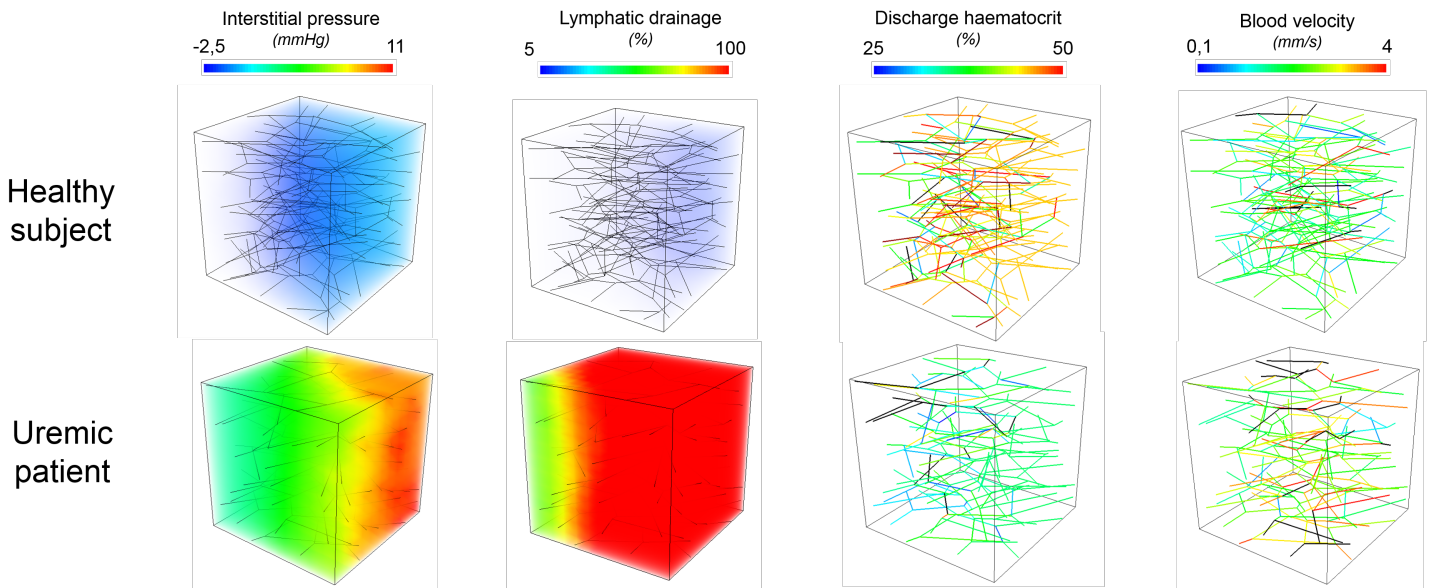 Interstitial pressure
(mmHg)
-2,5 11
Lymphatic drainage
(%)
5 100
Discharge haematocrit
(%)
25 50
Blood velocity
(mm/s)
0,1 4
Healthy
subject
Uremic
patient